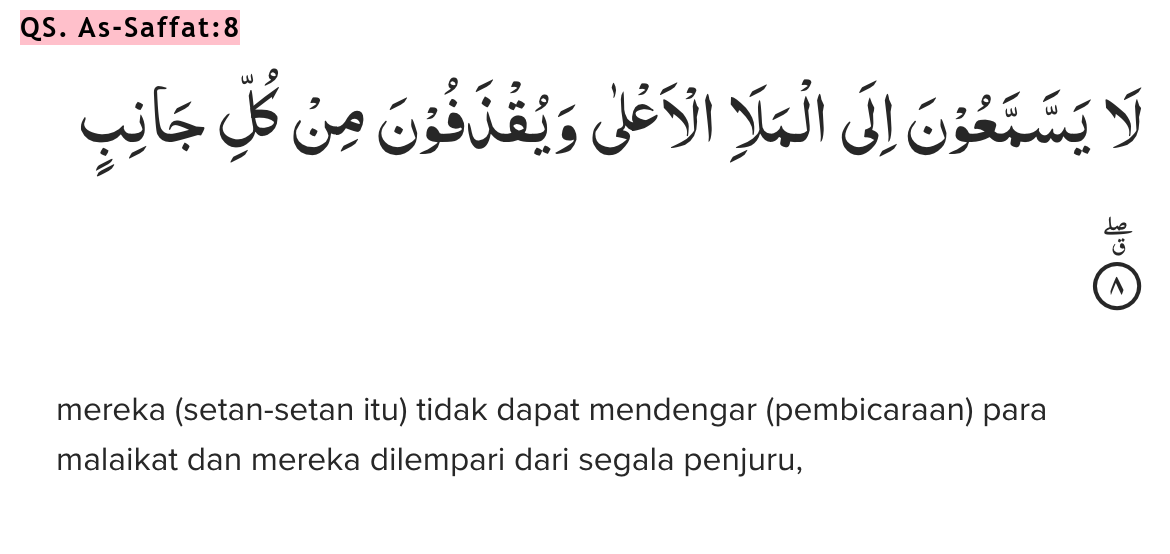 QS. As-Saffat:8
لَا يَسَّمَّعُوْنَ اِلَى الْمَلَاِ الْاَعْلٰى وَيُقْذَفُوْنَ مِنْ كُلِّ جَانِبٍ
ۖق ٨
mereka (setan-setan itu) tidak dapat mendengar (pembicaraan) para
malaikat dan mereka dilempari dari segala penjuru,